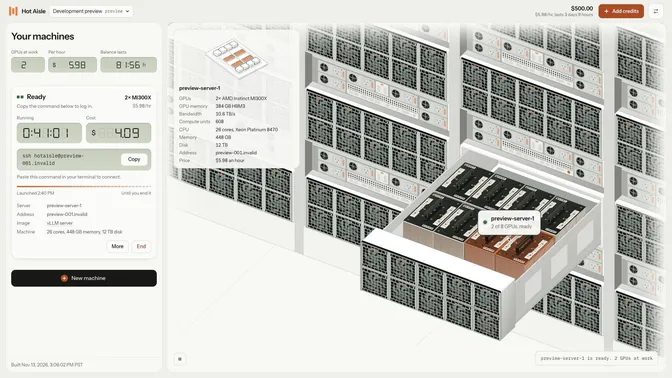 Hot Aisle
Development preview preview
$500.00
$5.98/hr, lasts 3 days 9 hours
+ Add credits
Your machines
GPUs at work
Per hour
Balance lasts
2
$ 5.98
81:56 h
Ready
2× MI300X
Copy the command below to log in.
$5.98/hr
Running
Cost
0:41:01
$ 4.09
ssh hotaisle@preview-
001.invalid
Copy
Paste this command in your terminal to connect.
Launched 2:40 PM
Until you end it
Server preview-server-1
Address preview-001.invalid
Image vLLM server
Machine 26 cores, 448 GB memory, 12 TB disk
More
End
+ New machine
Built Nov 13, 2026, 3:06:02 PM PST
preview-server-1
GPUs 2× AMD Instinct MI300X
GPU memory 384 GB HBM3
Bandwidth 10.6 TB/s
Compute units 608
CPU 26 cores, Xeon Platinum 8470
Memory 448 GB
Disk 12 TB
Address preview-001.invalid
Price $5.98 an hour
preview-server-1
2 of 8 GPUs, ready
preview-server-1 is ready. 2 GPUs at work